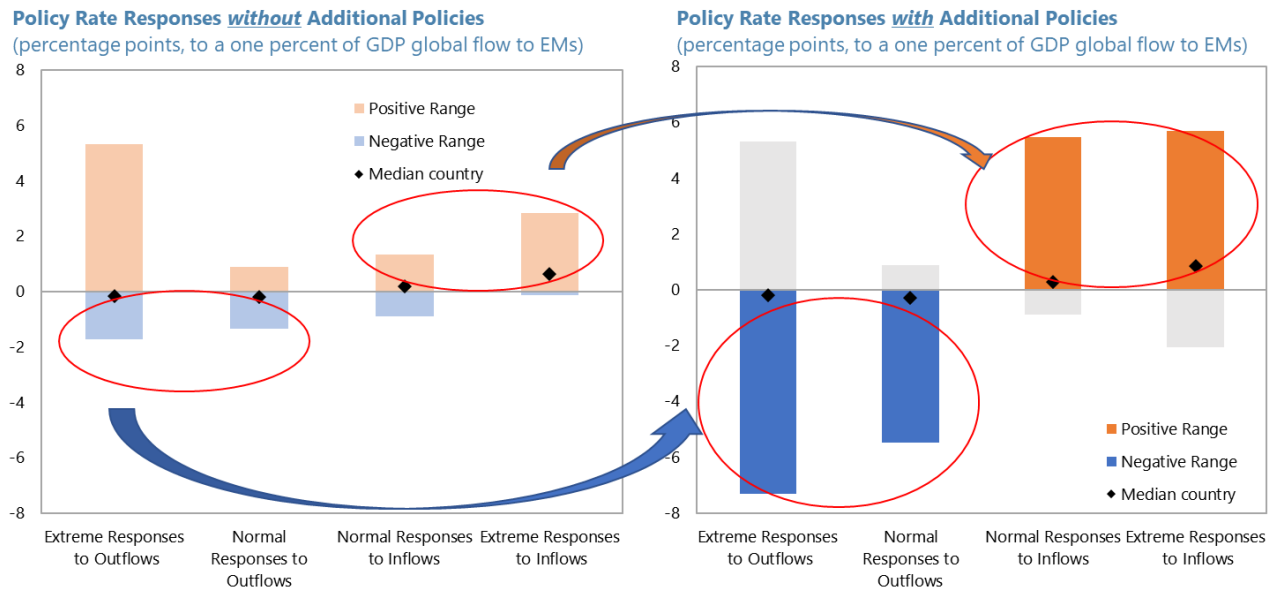 Policy Rate Responses without Additional Policies
(percentage points, to a one percent of GDP global flow to EMs)
8
6
4
2
0
-2
-4
-6
-8
Positive Range
Negative Range
Median country
Extreme Responses
to Outflows
Normal
Responses to
Outflows
Normal Responses
to Inflows
Extreme Responses
to Inflows
Policy Rate Responses with Additional Policies
(percentage points, to a one percent of GDP global flow to EMs)
8
6
4
2
0
-2
-4
-6
-8
Positive Range
Negative Range
Median country
Extreme Responses
to Outflows
Normal
Responses to
Outflows
Normal Responses
to Inflows
Extreme Responses
to Inflows